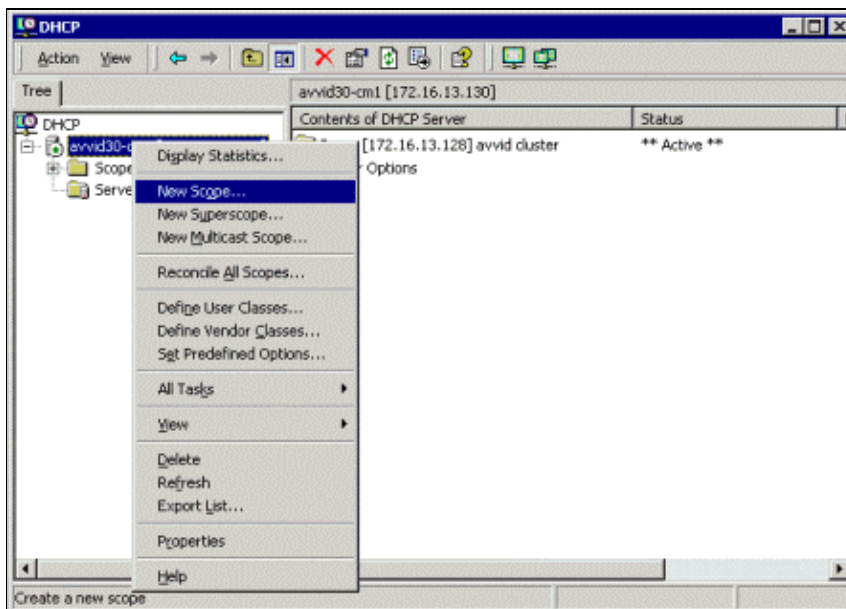 DHCP
Action View
Tree
avvid30-cm1 [172.16.13.130]
Contents of DHCP Server Status
DHCP
avvid30-
[172.16.13.128] avvid cluster ** Active **
Scope
Options
Serve
Display Statistics...
New Scope...
New Superscope...
New Multicast Scope...
Reconcile All Scopes...
Define User Classes...
Define Vendor Classes...
Set Predefined Options...
All Tasks
View
Delete
Refresh
Export List...
Properties
Help
Create a new scope